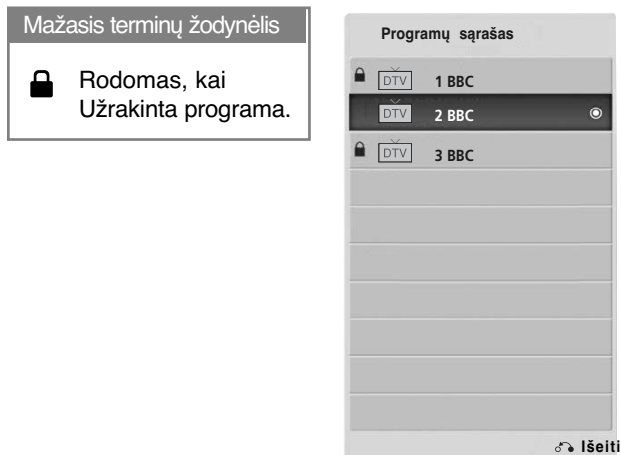 Mažasis terminų žodynėlis
Rodomas, kai
Užrakinta programa.
Programų sąrašas
DTV 1 BBC
DTV 2 BBC
DTV 3 BBC
Išeiti